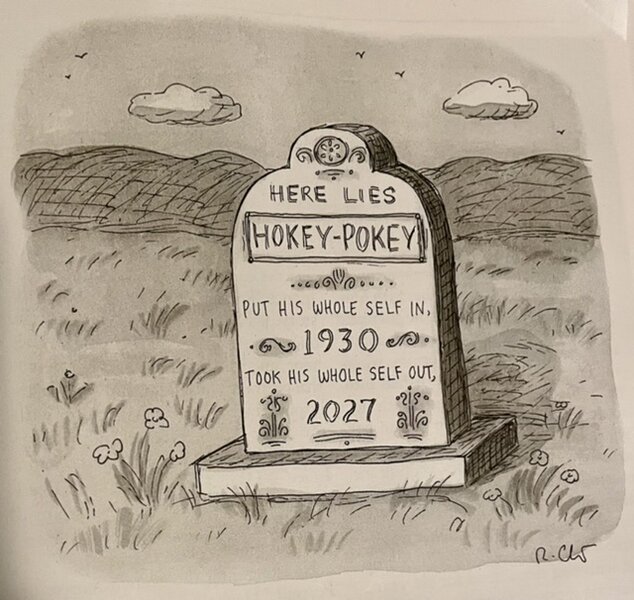 HERE LIES
HOKEY-POKEY
PUT HIS WHOLE SELF IN,
1930
TOOK HIS WHOLE SELF OUT,
2027